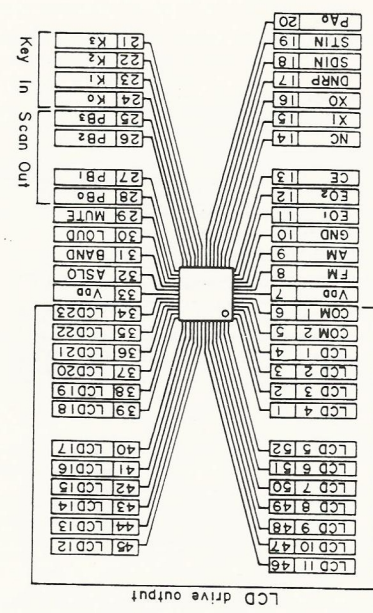 LCD drive output
LCD 11 46
LCD 10 47
LCD 9 48
LCD 8 49
LCD 7 50
LCD 6 51
LCD 5 52
LCD 4 1
LCD 3 2
LCD 2 3
LCD 1 4
COM 2 5
COM 1 6
VDD 7
FM 8
AM 9
GND 10
EO1 11
EO2 12
CE 13
NC 14
XI 15
XO 16
DNRP 17
SDIN 18
STIN 19
PA0 20
45 LCD12
44 LCD13
43 LCD14
42 LCD15
41 LCD16
40 LCD17
39 LCD18
38 LCD19
37 LCD20
36 LCD21
35 LCD22
34 LCD23
33 VDD
32 ASLO
31 BAND
30 LOUD
29 MUTE
28 PB0
27 PB1
26 PB2
25 PB3
24 K0
23 K1
22 K2
21 K3
Key In Scan Out